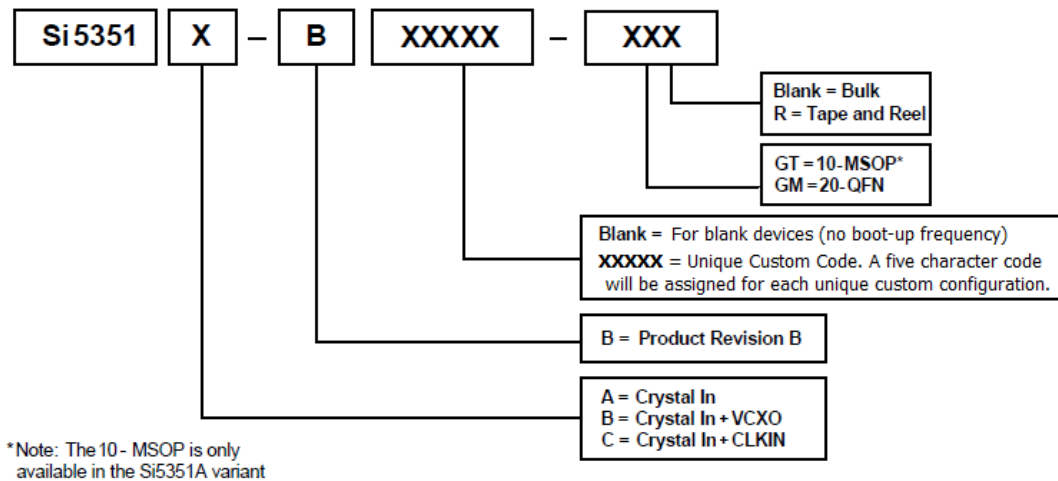 Si5351 X – B XXXXX – XXX
Blank = Bulk
R = Tape and Reel
GT = 10-MSOP*
GM = 20-QFN
Blank = For blank devices (no boot-up frequency)
XXXXX = Unique Custom Code. A five character code
will be assigned for each unique custom configuration.
B = Product Revision B
A = Crystal In
B = Crystal In + VCXO
C = Crystal In + CLKIN
*Note: The 10 - MSOP is only
available in the Si5351A variant